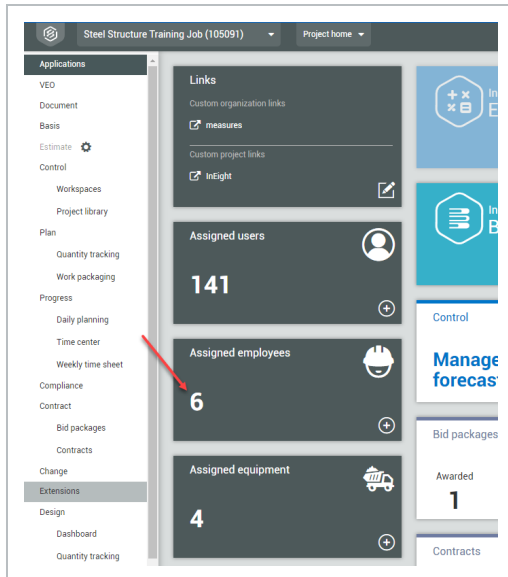 Steel Structure Training Job (105091)
Project home
Applications
VEO
Document
Basis
Estimate
Control
Workspaces
Project library
Plan
Quantity tracking
Work packaging
Progress
Daily planning
Time center
Weekly time sheet
Compliance
Contract
Bid packages
Contracts
Change
Extensions
Design
Dashboard
Quantity tracking
Links
Custom organization links
measures
Custom project links
InEight
Assigned users
141
Assigned employees
6
Assigned equipment
4
In
E
In
B
Control
Manage
forecas
Bid packages
Awarded
1
Contracts